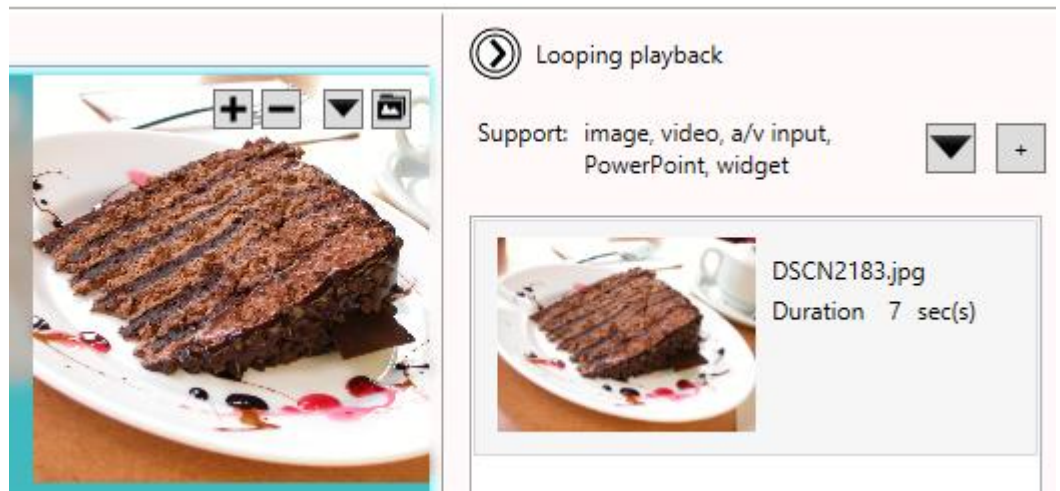 Looping playback
Support: image, video, a/v input,
PowerPoint, widget
+
DSCN2183.jpg
Duration 7 sec(s)